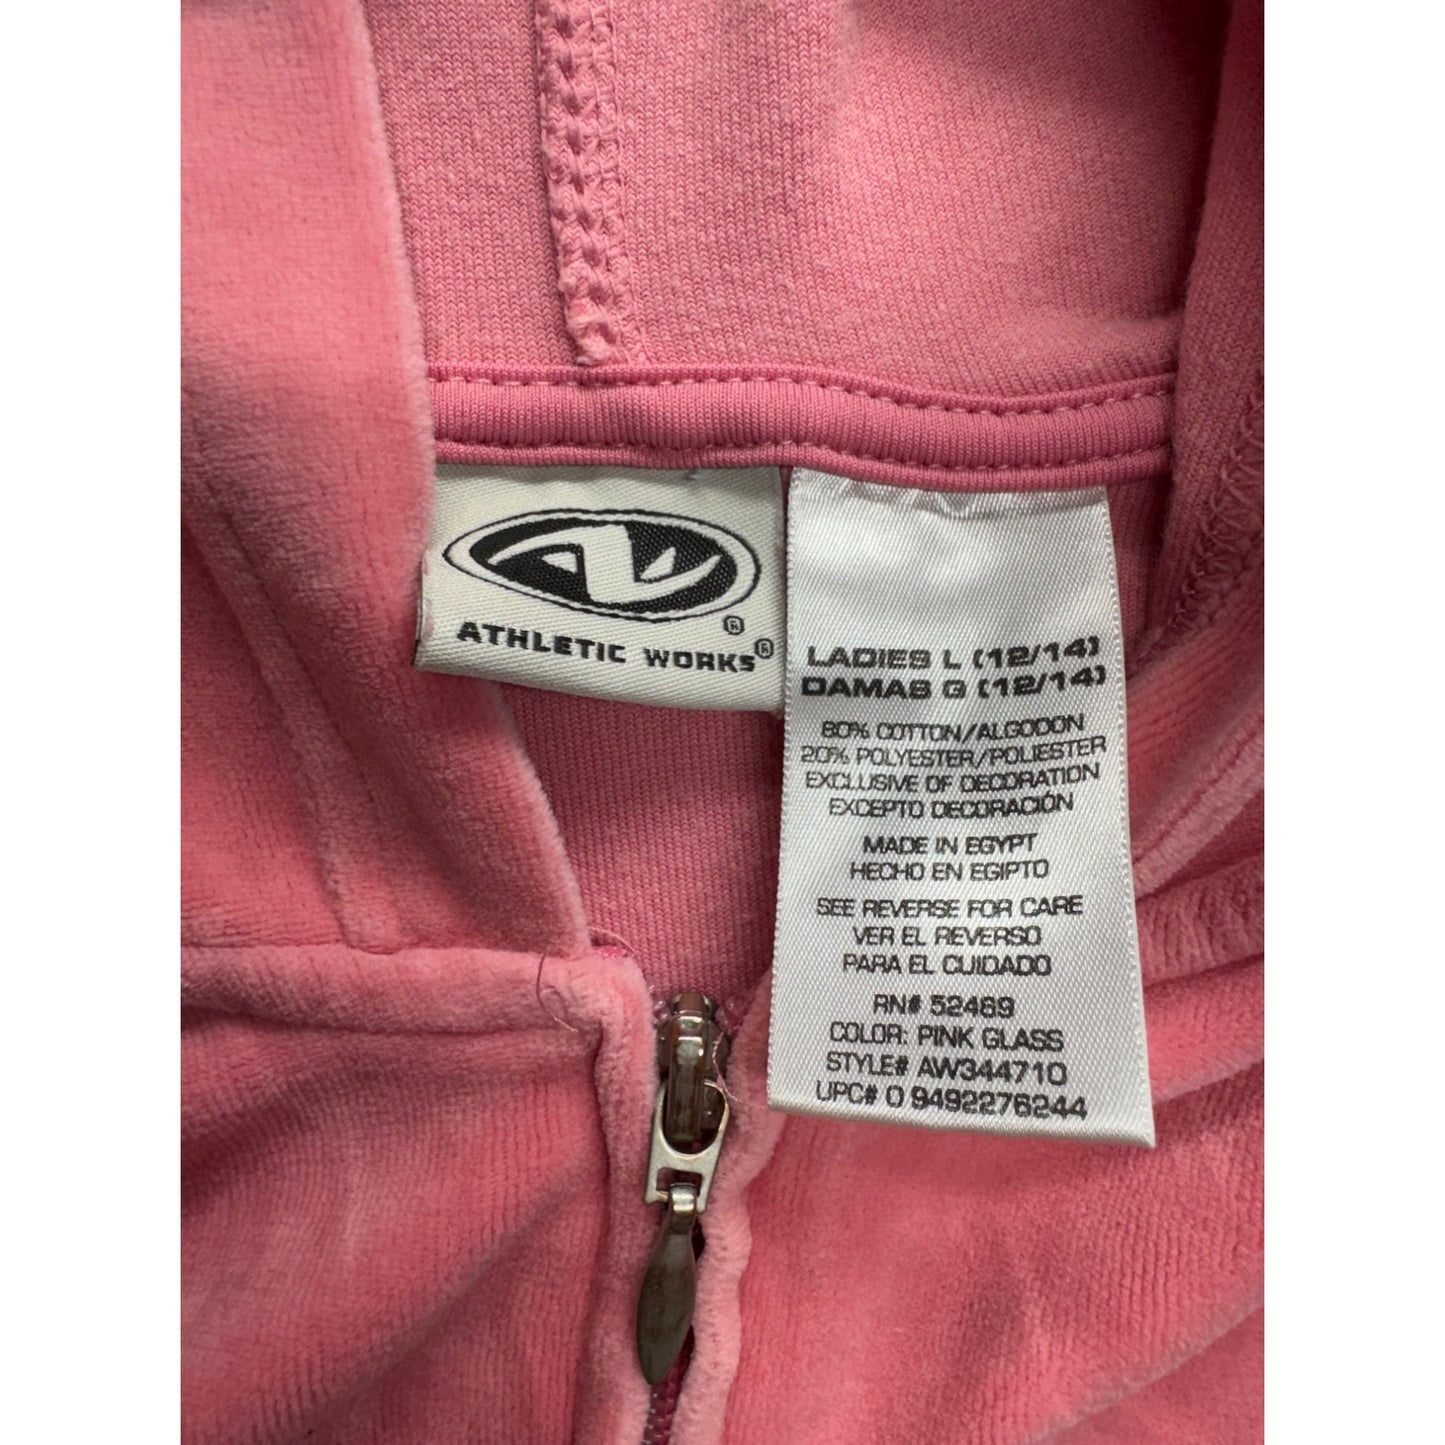 ATHLETIC WORKS®
®
LADIES L (12/14)
DAMAS G (12/14)
80% COTTON/ALGODON
20% POLYESTER/POLIESTER
EXCLUSIVE OF DECORATION
EXCEPTO DECORACIÓN
MADE IN EGYPT
HECHO EN EGIPTO
SEE REVERSE FOR CARE
VER EL REVERSO
PARA EL CUIDADO
RN# 52469
COLOR: PINK GLASS
STYLE# AW344710
UPC# 0 9492276244